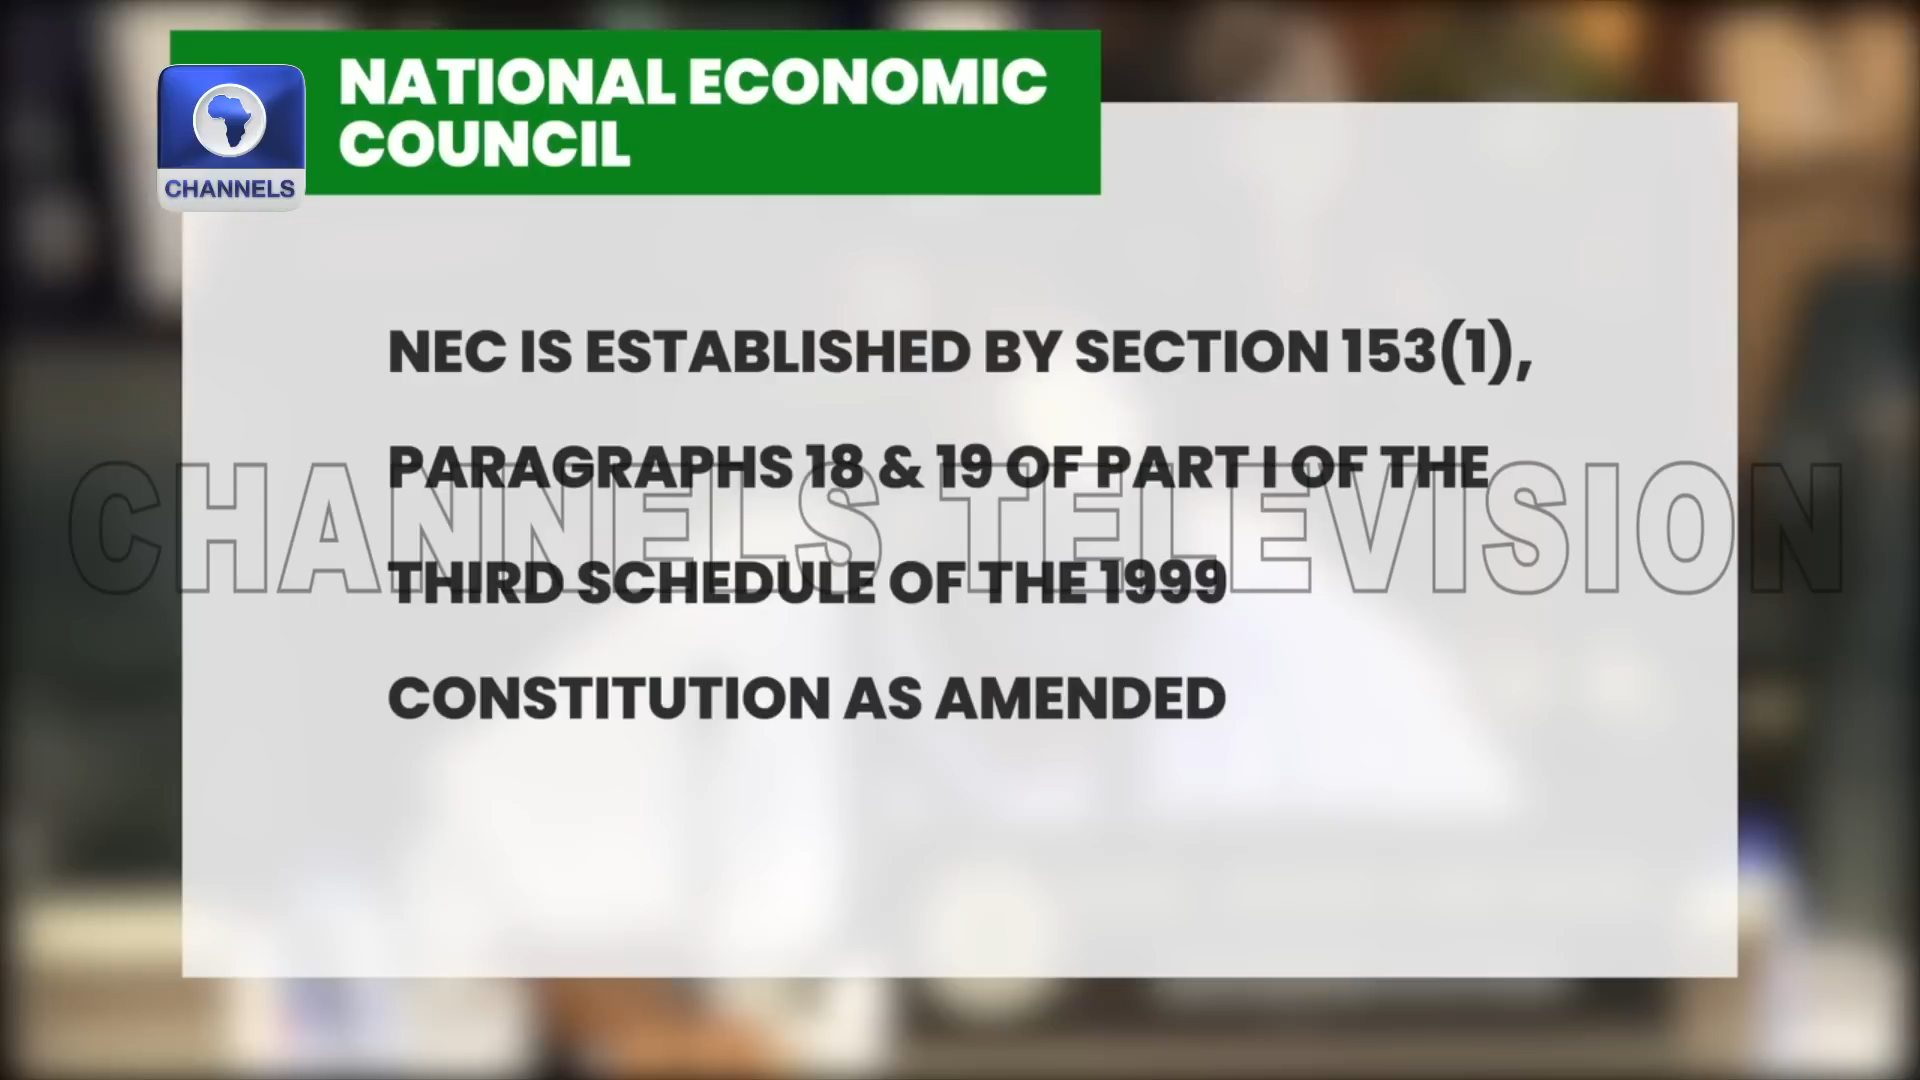 NATIONAL ECONOMIC
COUNCIL
CHANNELS
NEC IS ESTABLISHED BY SECTION 153(1),
PARAGRAPHS 18 & 19 OF PART I OF THE
CHANNELS TELEVISION
THIRD SCHEDULE OF THE 1999
CONSTITUTION AS AMENDED